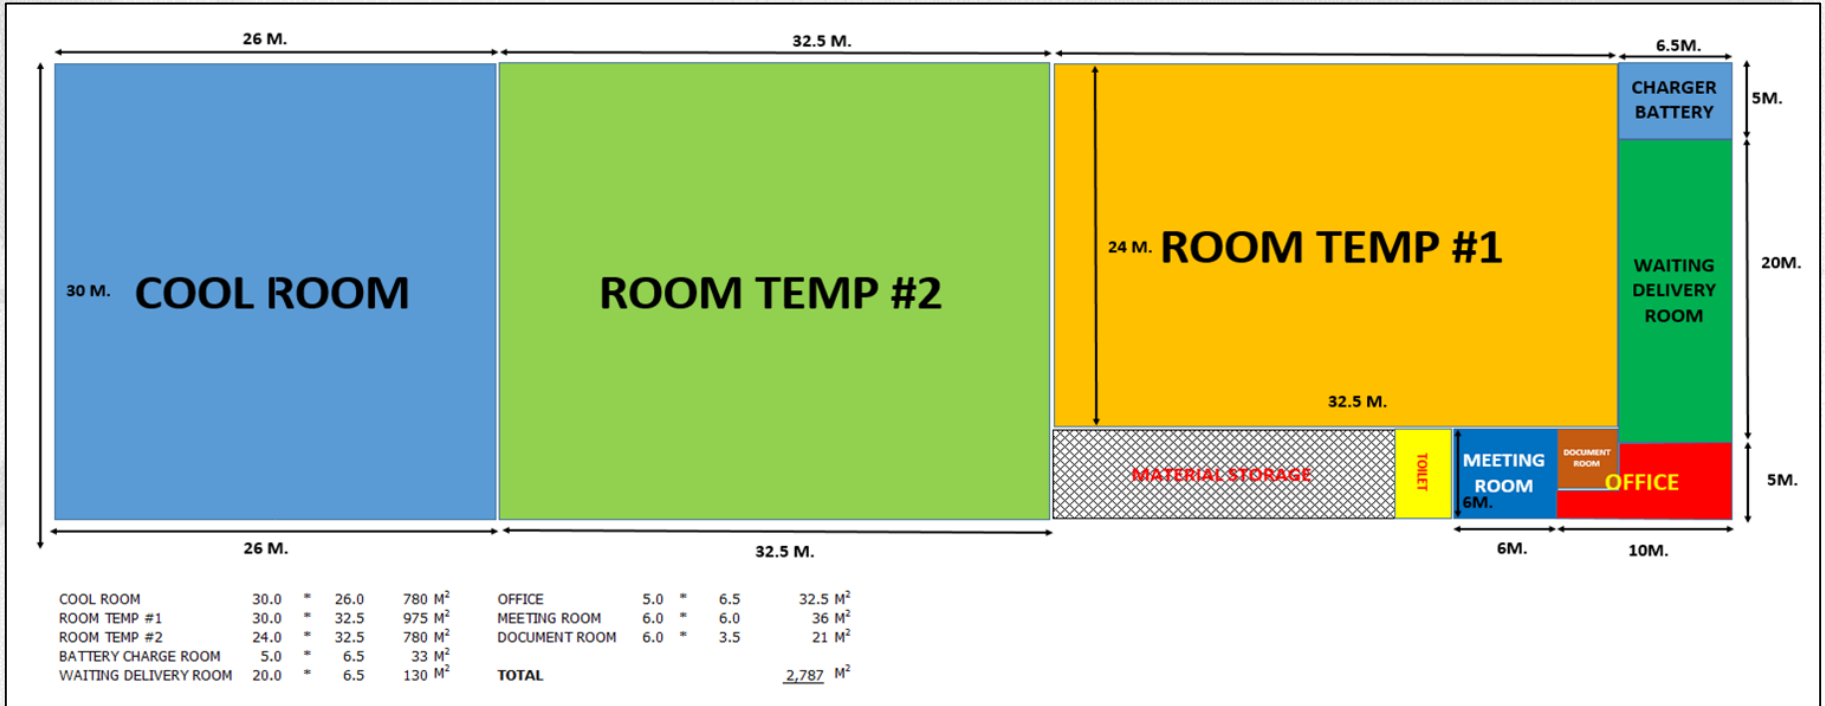 26 M.
32.5 M.
6.5M.
CHARGER
BATTERY
5M.
30 M.
COOL ROOM
ROOM TEMP #2
24 M.
ROOM TEMP #1
32.5 M.
WAITING
DELIVERY
ROOM
20M.
MATERIAL STORAGE
TOILET
MEETING
ROOM
6M.
DOCUMENT
ROOM
OFFICE
5M.
26 M.
32.5 M.
6M.
10M.
COOL ROOM 30.0 * 26.0 780 M²
ROOM TEMP #1 30.0 * 32.5 975 M²
ROOM TEMP #2 24.0 * 32.5 780 M²
BATTERY CHARGE ROOM 5.0 * 6.5 33 M²
WAITING DELIVERY ROOM 20.0 * 6.5 130 M²
OFFICE 5.0 * 6.5 32.5 M²
MEETING ROOM 6.0 * 6.0 36 M²
DOCUMENT ROOM 6.0 * 3.5 21 M²
TOTAL 2,787 M²